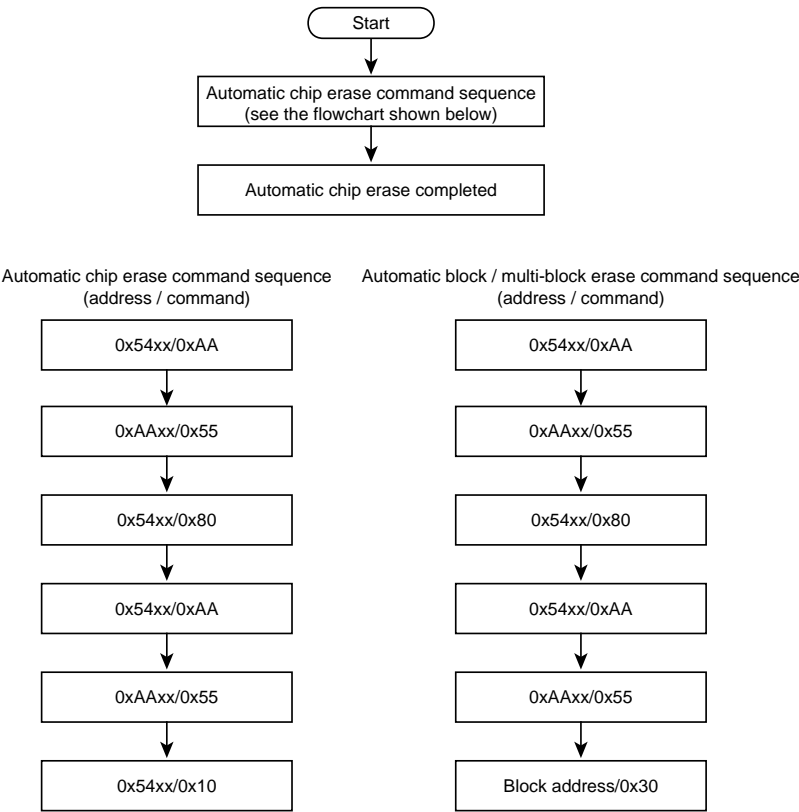 Start
Automatic chip erase command sequence
(see the flowchart shown below)
Automatic chip erase completed
Automatic chip erase command sequence
(address / command)
0x54xx/0xAA
0xAAxx/0x55
0x54xx/0x80
0x54xx/0xAA
0xAAxx/0x55
0x54xx/0x10
Automatic block / multi-block erase command sequence
(address / command)
0x54xx/0xAA
0xAAxx/0x55
0x54xx/0x80
0x54xx/0xAA
0xAAxx/0x55
Block address/0x30